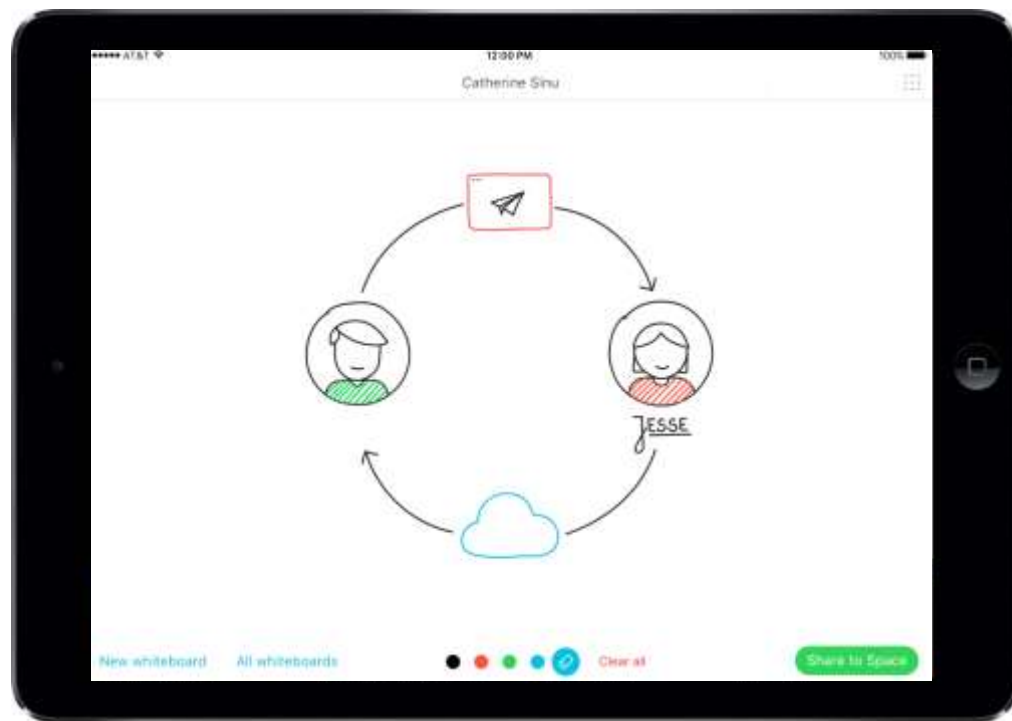 AT&T 12:00 PM 100%
Catherine Sinu
JESSE
New whiteboard All whiteboards Clear all Share to Space